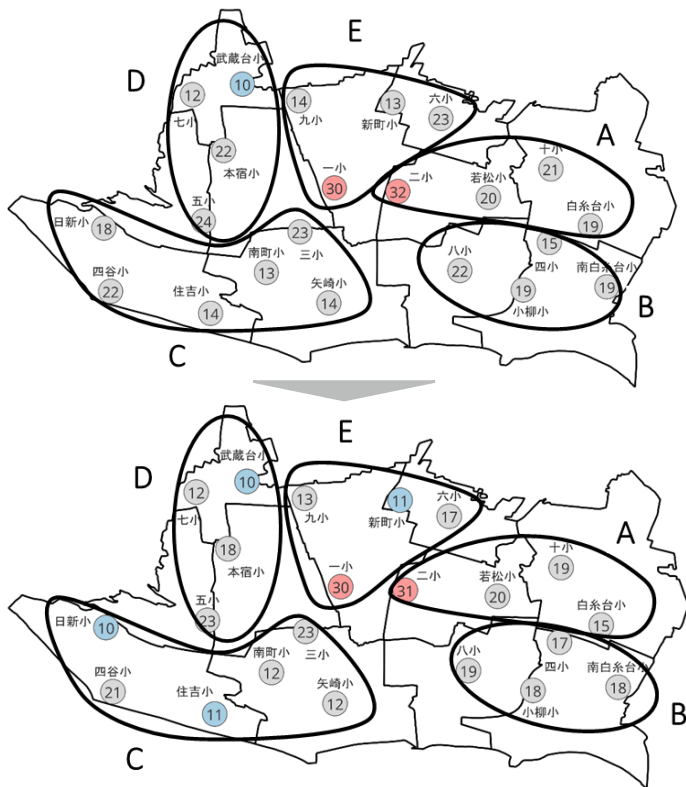 E
D
武蔵台小
10
12
七小
14
九小
13
新町小
六小
23
A
22
本宿小
一小
30
二小
32
若松小
20
十小
21
五小
24
白糸台小
19
日新小
18
23
三小
南町小
13
八小
22
15
四小
南白糸台小
19
四谷小
22
住吉小
14
矢崎小
14
19
小柳小
B
C
E
D
武蔵台小
10
12
七小
13
九小
11
新町小
六小
17
A
18
本宿小
一小
30
二小
31
若松小
20
十小
19
五小
23
白糸台小
15
日新小
10
23
三小
南町小
12
八小
19
17
四小
南白糸台小
18
四谷小
21
住吉小
11
矢崎小
12
18
小柳小
B
C